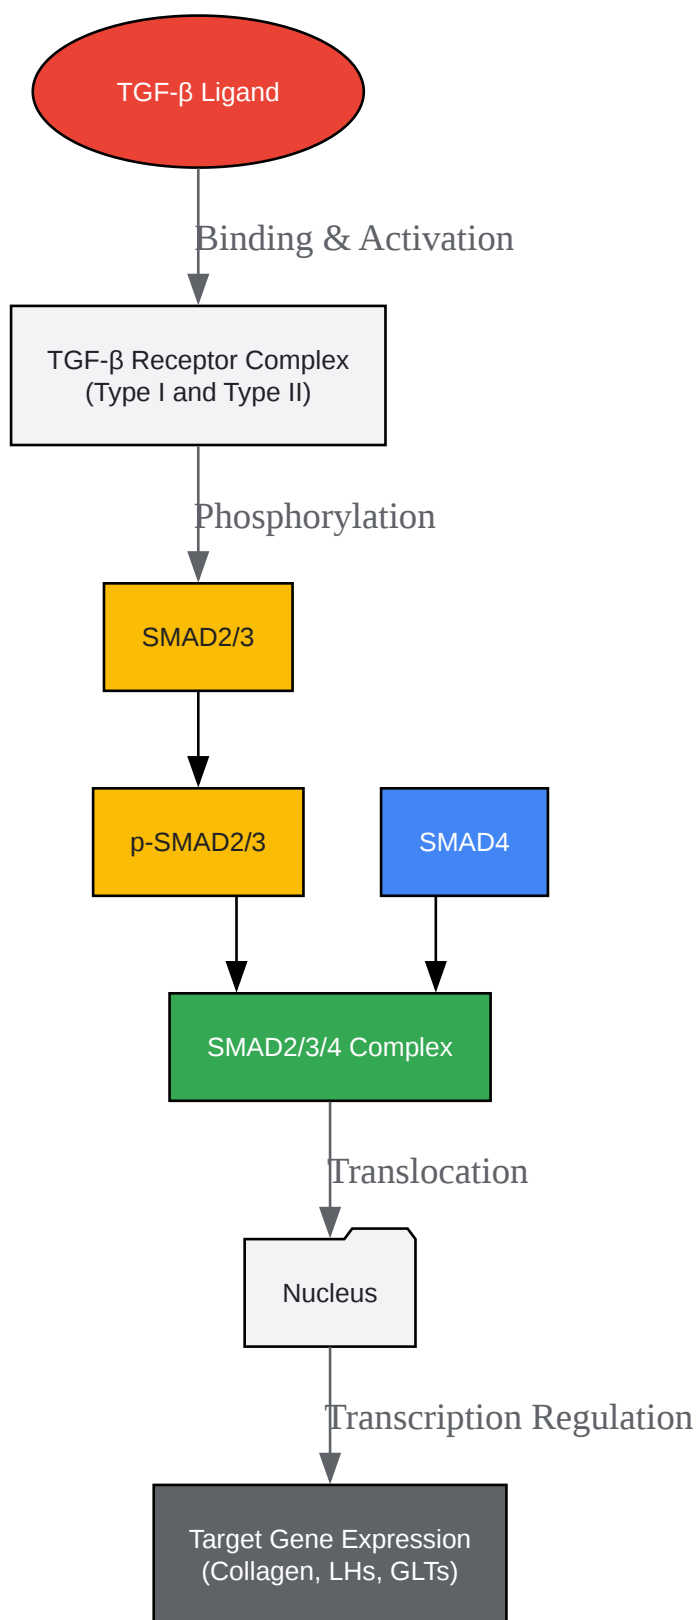 TGF-β Ligand
Binding & Activation
TGF-β Receptor Complex
(Type I and Type II)
Phosphorylation
SMAD2/3
p-SMAD2/3
SMAD4
SMAD2/3/4 Complex
Translocation
Nucleus
Transcription Regulation
Target Gene Expression
(Collagen, LHs, GLTs)